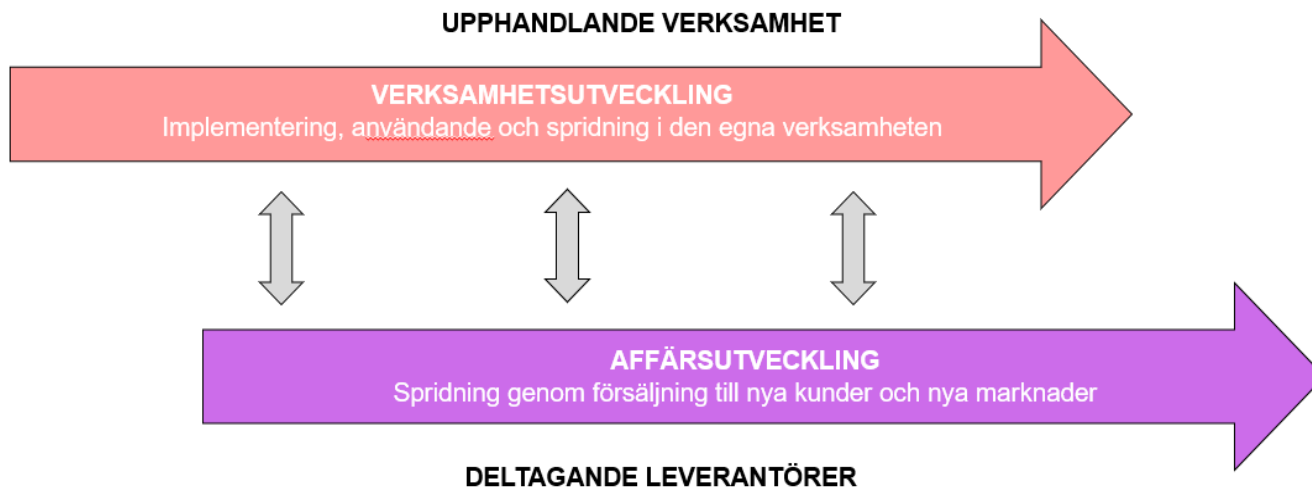 UPPHANDLANDE VERKSAMHET
VERKSAMHETSUTVECKLING
Implementering, användande och spridning i den egna verksamheten
AFFÄRSUTVECKLING
Spridning genom försäljning till nya kunder och nya marknader
DELTAGANDE LEVERANTÖRER